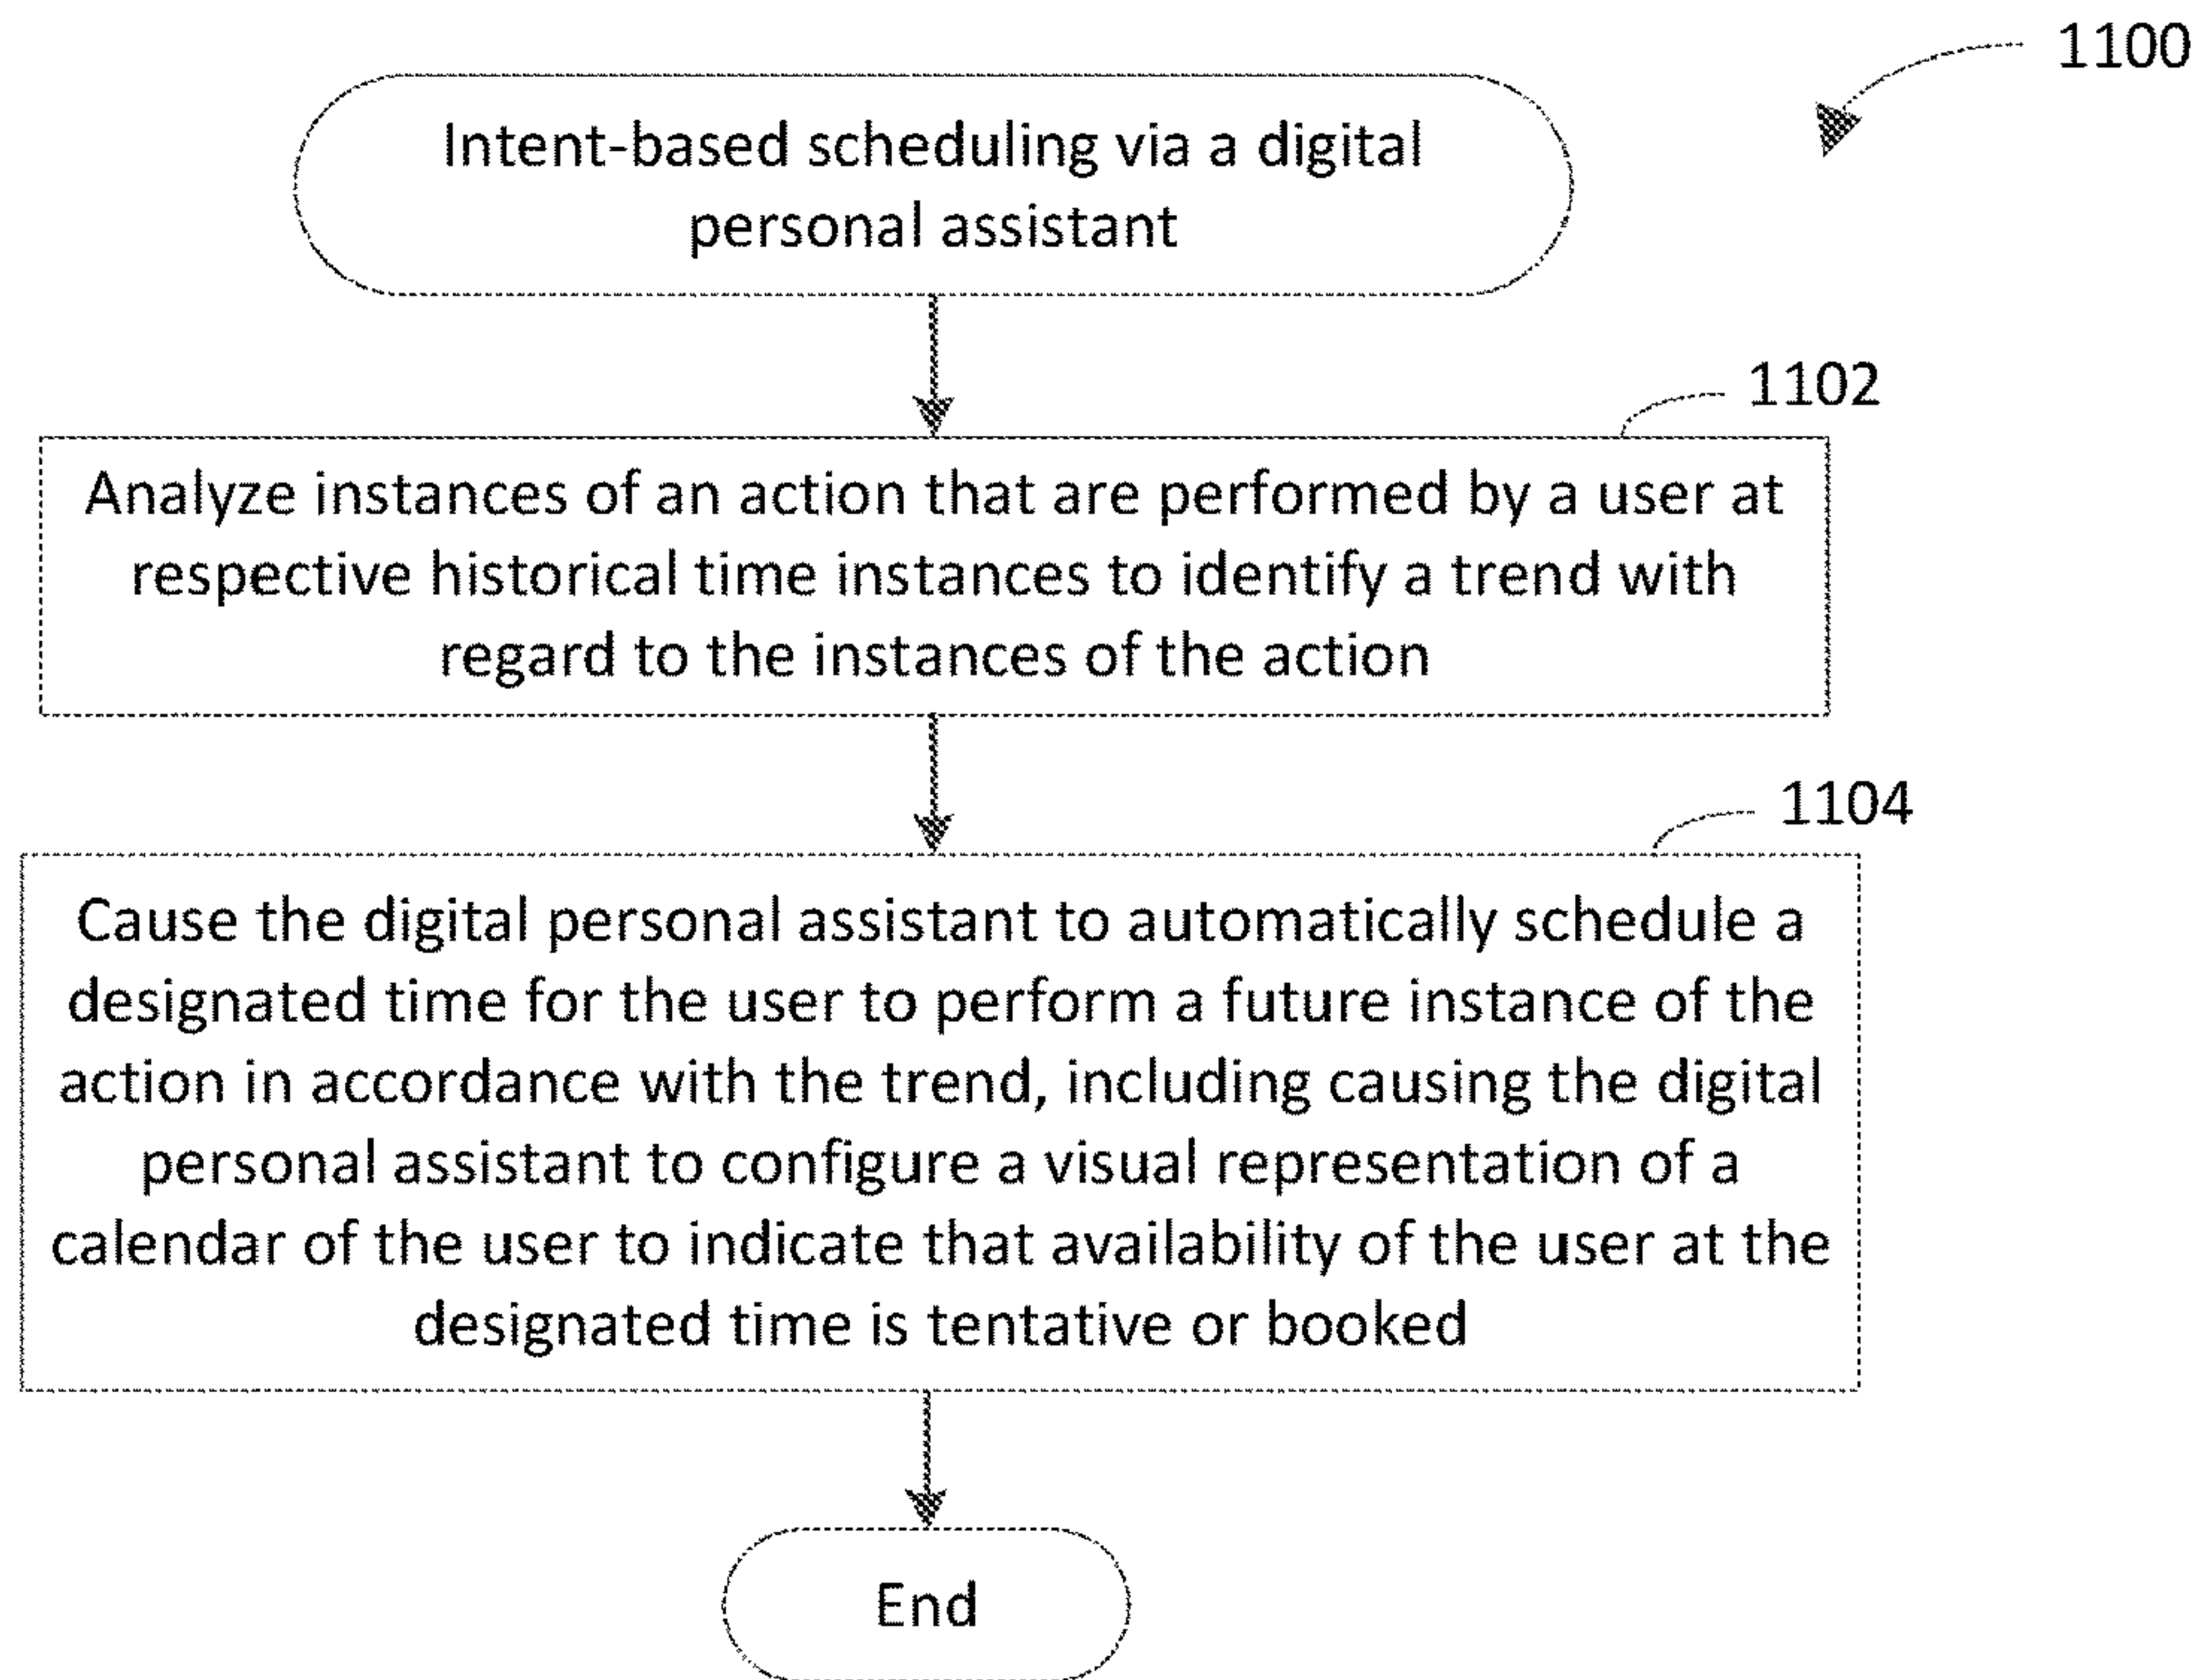 1100
Intent-based scheduling via a digital
personal assistant
1102
Analyze instances of an action that are performed by a user at
respective historical time instances to identify a trend with
regard to the instances of the action
1104
Cause the digital personal assistant to automatically schedule a
designated time for the user to perform a future instance of the
action in accordance with the trend, including causing the digital
personal assistant to configure a visual representation of a
calendar of the user to indicate that availability of the user at the
designated time is tentative or booked
End